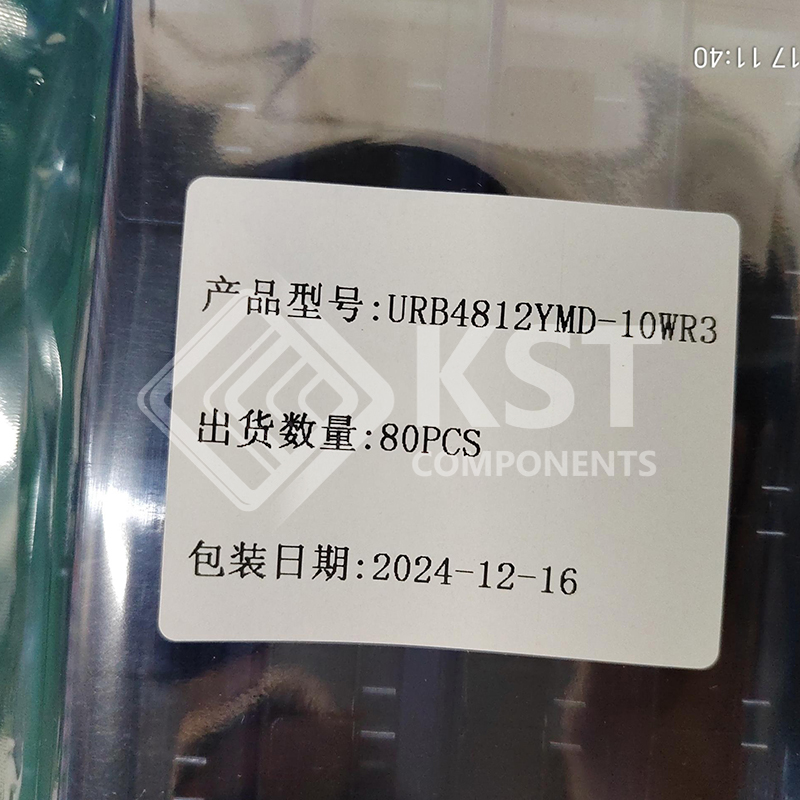 17 11:40
产品型号:URB4812YMD-10WR3
KST
出货数量:80PCS
COMPONENTS
包装日期:2024-12-16